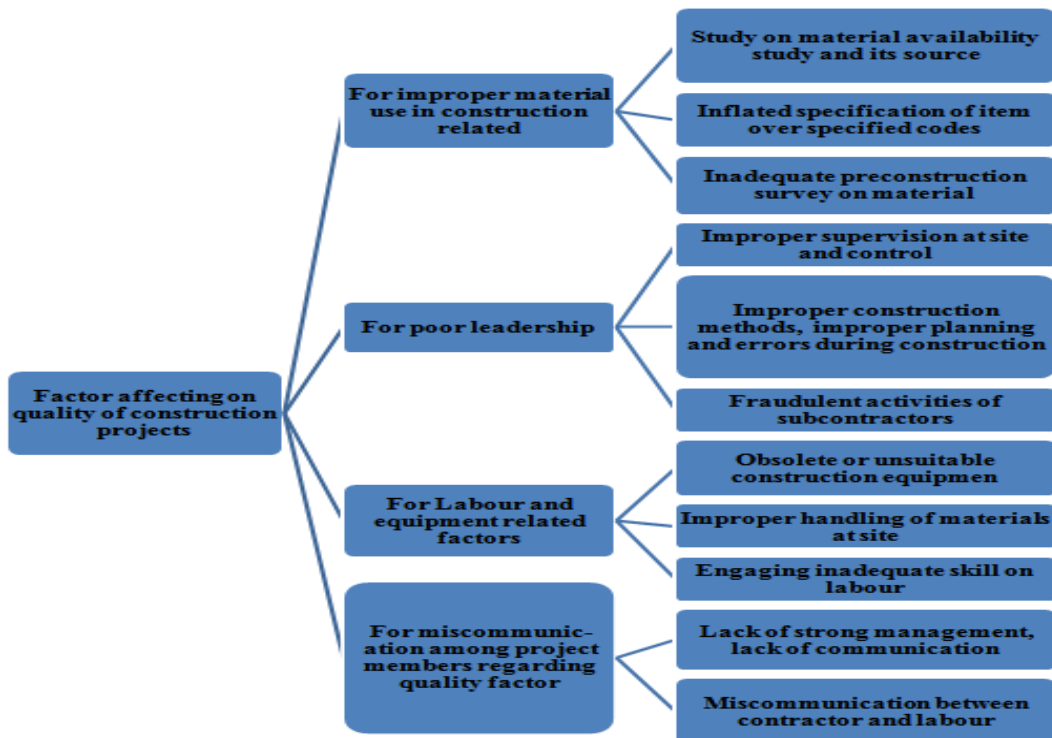 Factor affecting on
quality of construction
projects
For improper material
use in construction
related
Study on material availability
study and its source
Inflated specification of item
over specified codes
Inadequate preconstruction
survey on material
For poor leadership
Improper supervision at site
and control
Improper construction
methods, improper planning
and errors during construction
Fraudulent activities of
subcontractors
For Labour and
equipment related
factors
Obsolete or unsuitable
construction equipmen
Improper handling of materials
at site
Engaging inadequate skill on
labour
For miscommunic-
ation among project
members regarding
quality factor
Lack of strong management,
lack of communication
Miscommunication between
contractor and labour